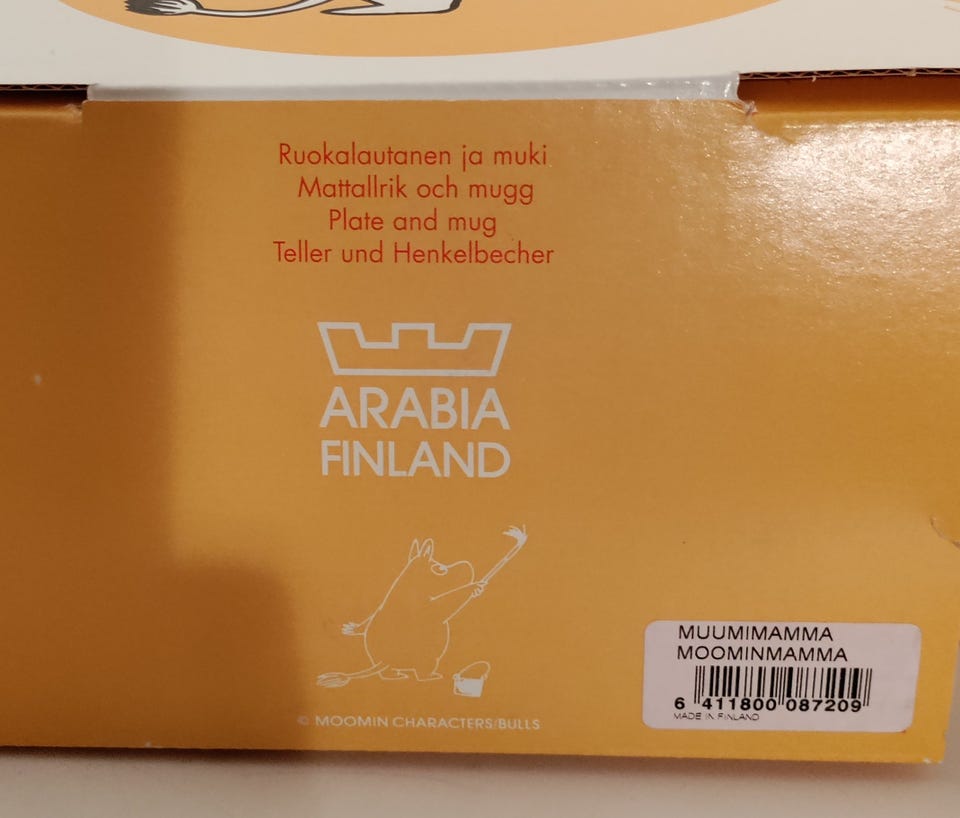 Ruokalautanen ja muki
Mattallrik och mugg
Plate and mug
Teller und Henkelbecher
ARABIA
FINLAND
© MOOMIN CHARACTERS/BULLS
MUUMIMAMMA
MOOMINMAMMA
6 411800 087209
MADE IN FINLAND